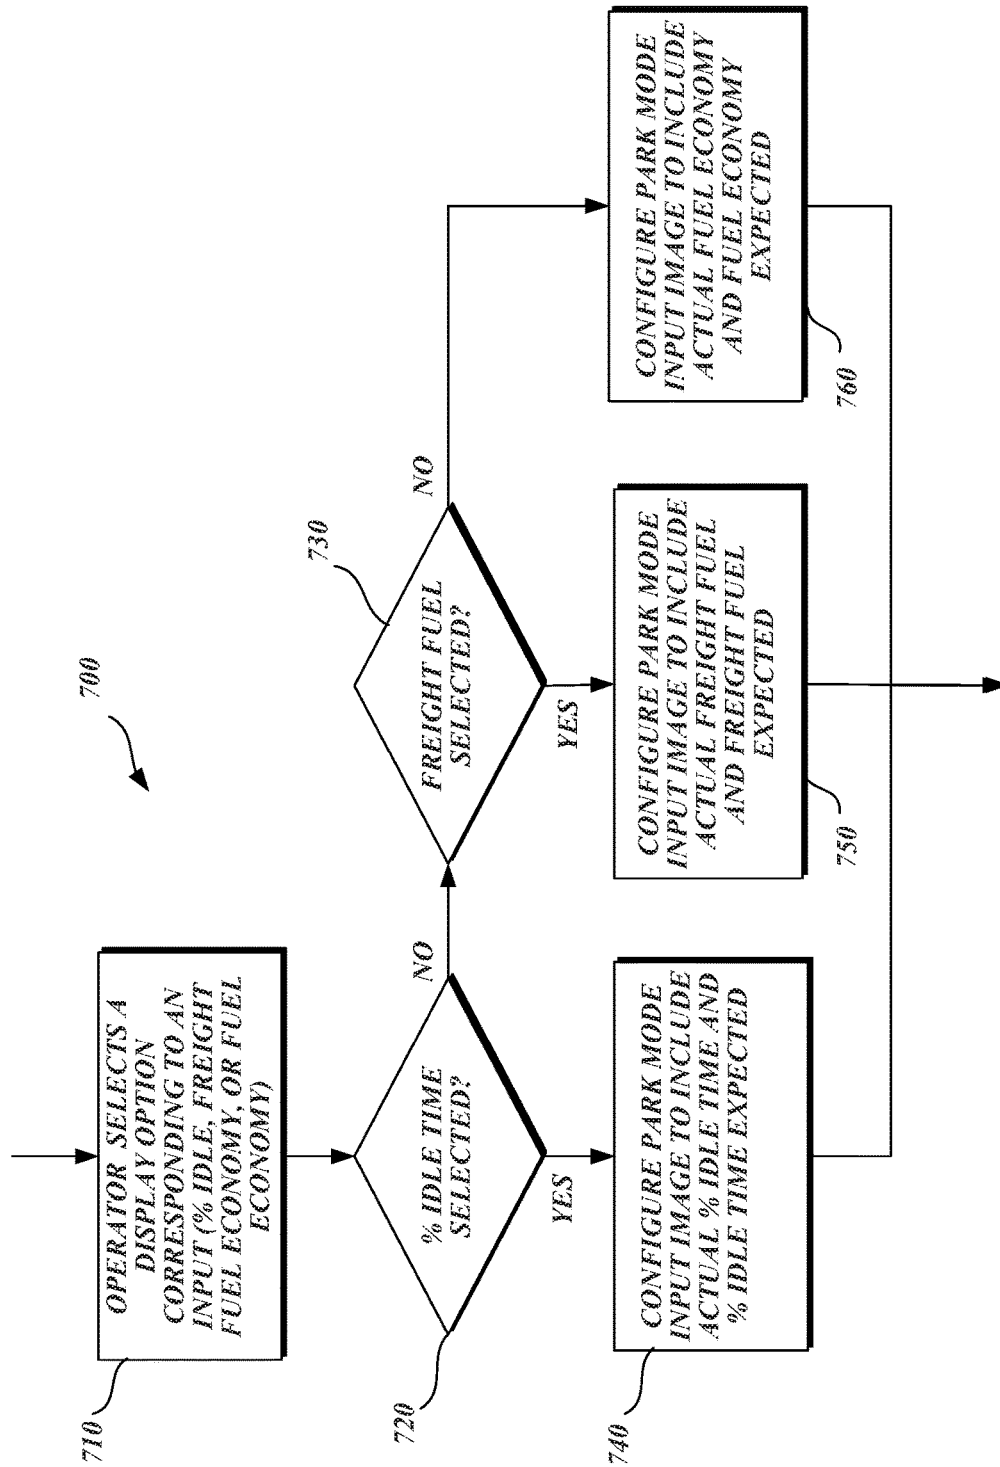 700
710
OPERATOR SELECTS A
DISPLAY OPTION
CORRESPONDING TO AN
INPUT (% IDLE, FREIGHT
FUEL ECONOMY, OR FUEL
ECONOMY)
720
% IDLE TIME
SELECTED?
NO
YES
730
FREIGHT FUEL
SELECTED?
NO
YES
740
CONFIGURE PARK MODE
INPUT IMAGE TO INCLUDE
ACTUAL % IDLE TIME AND
% IDLE TIME EXPECTED
750
CONFIGURE PARK MODE
INPUT IMAGE TO INCLUDE
ACTUAL FREIGHT FUEL
AND FREIGHT FUEL
EXPECTED
760
CONFIGURE PARK MODE
INPUT IMAGE TO INCLUDE
ACTUAL FUEL ECONOMY
AND FUEL ECONOMY
EXPECTED